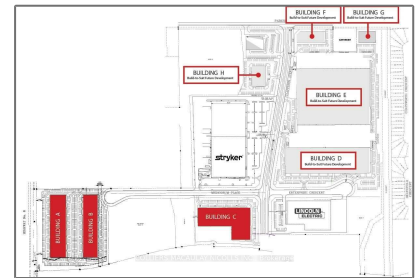 BUILDING F
Build-to-Suit Future Development
BUILDING G
Build-to-Suit Future Development
BUILDING H
Build-to-Suit Future Development
BUILDING E
Build-to-Suit Future Development
stryker
BUILDING D
Build-to-Suit Future Development
BUILDING A
BUILDING B
BUILDING C
LINCOLN
ELECTRIC